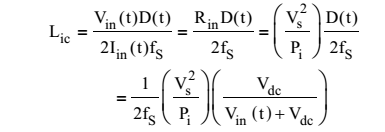 L_ic = V_in(t)D(t) / 2I_in(t)f_S = R_in D(t) / 2f_S = (V_s^2 / P_i) D(t) / 2f_S
= 1 / 2f_S (V_s^2 / P_i) (V_dc / V_in (t) + V_dc)